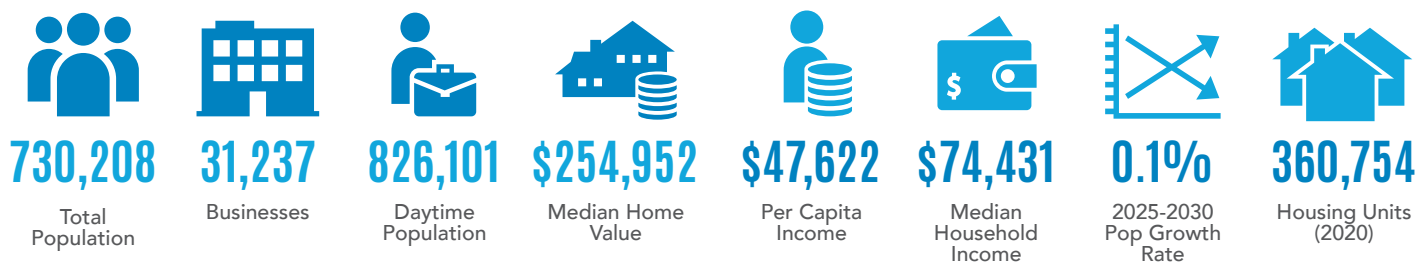 $
730,208
Total
Population
31,237
Businesses
826,101
Daytime
Population
$254,952
Median Home
Value
$47,622
Per Capita
Income
$74,431
Median
Household
Income
0.1%
2025-2030
Pop Growth
Rate
360,754
Housing Units
(2020)